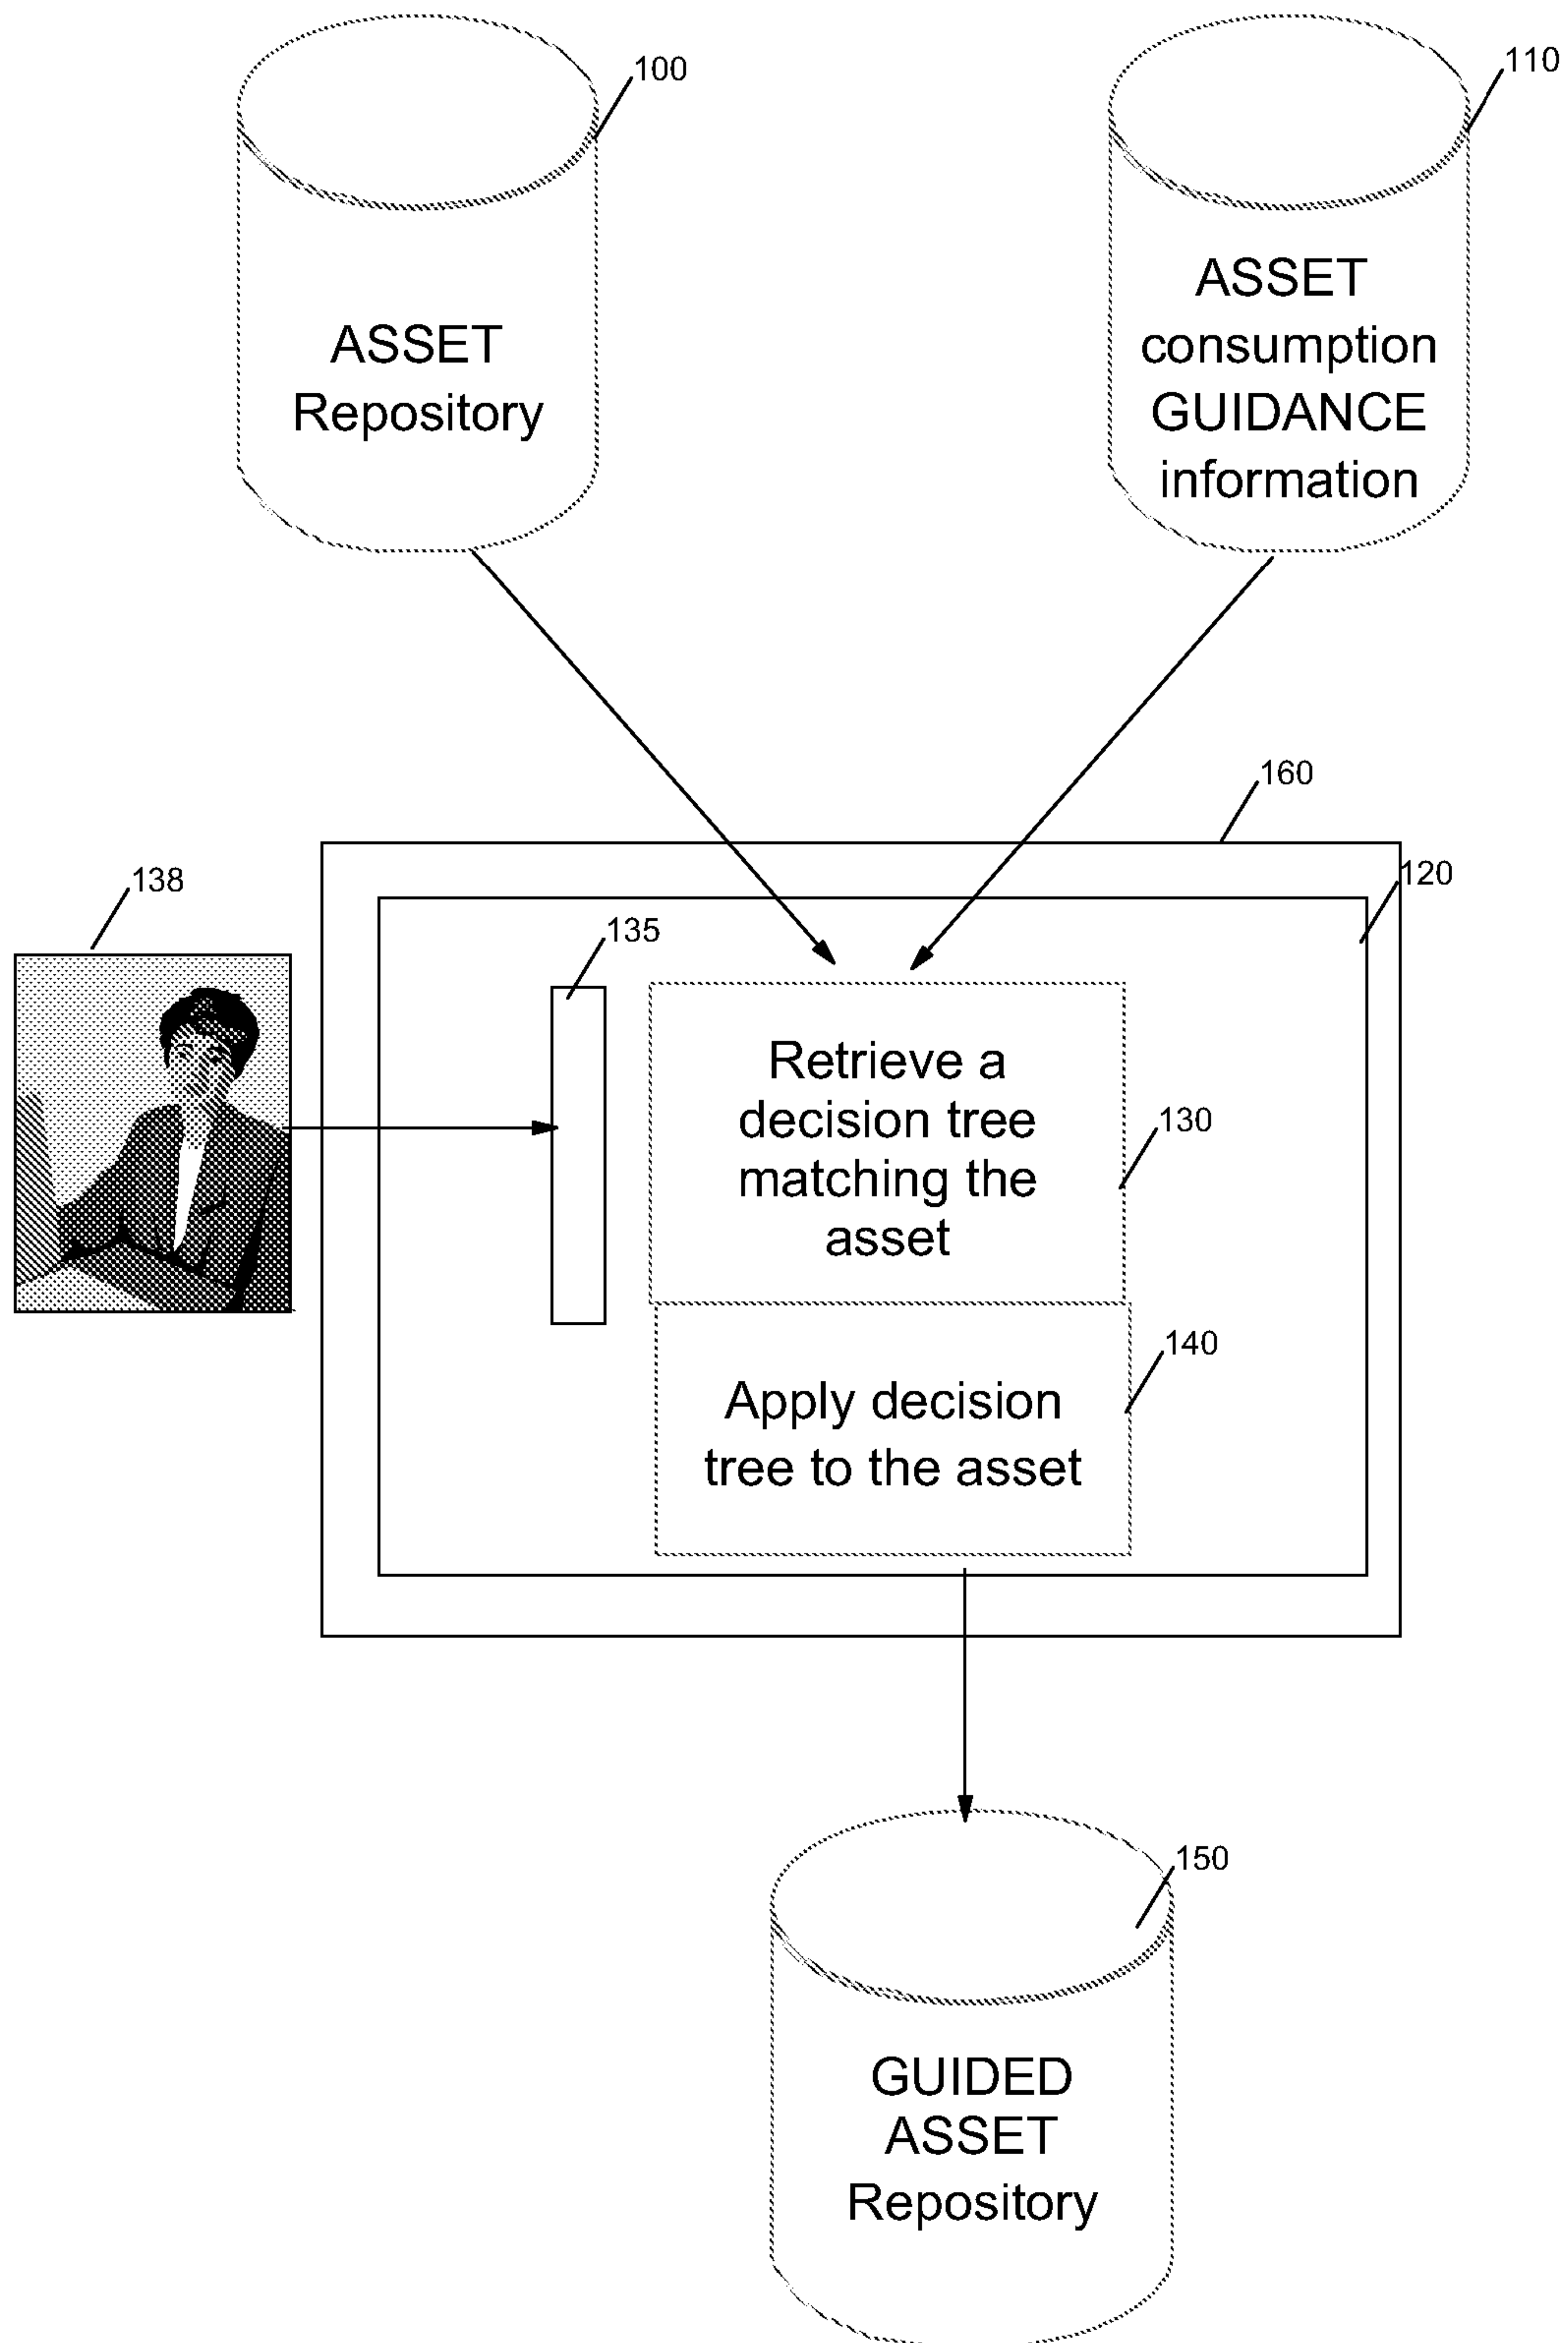 100
110
ASSET
Repository
ASSET
consumption
GUIDANCE
information
160
120
138
135
Retrieve a
decision tree
matching the
asset
130
140
Apply decision
tree to the asset
150
GUIDED
ASSET
Repository